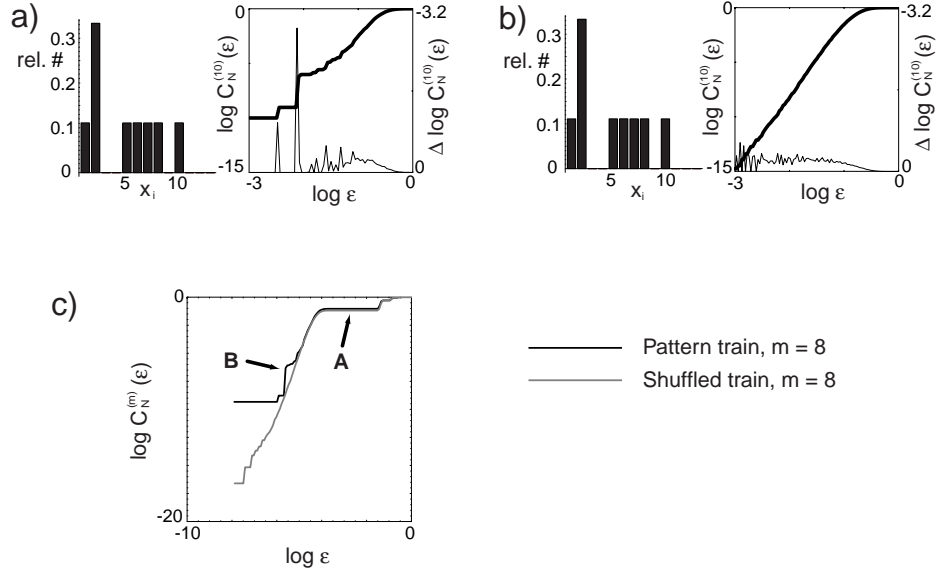 a)
rel. #
0.3
0.2
0.1
0
5
10
x_i
0
-15
log C_N^(10) (ε)
-3
0
log ε
-3.2
0
Δ log C_N^(10) (ε)
b)
rel. #
0.3
0.2
0.1
0
5
10
x_i
0
-15
log C_N^(10) (ε)
-3
0
log ε
-3.2
0
Δ log C_N^(10) (ε)
c)
0
-20
log C_N^(m) (ε)
-10
0
log ε
B
A
Pattern train, m = 8
Shuffled train, m = 8